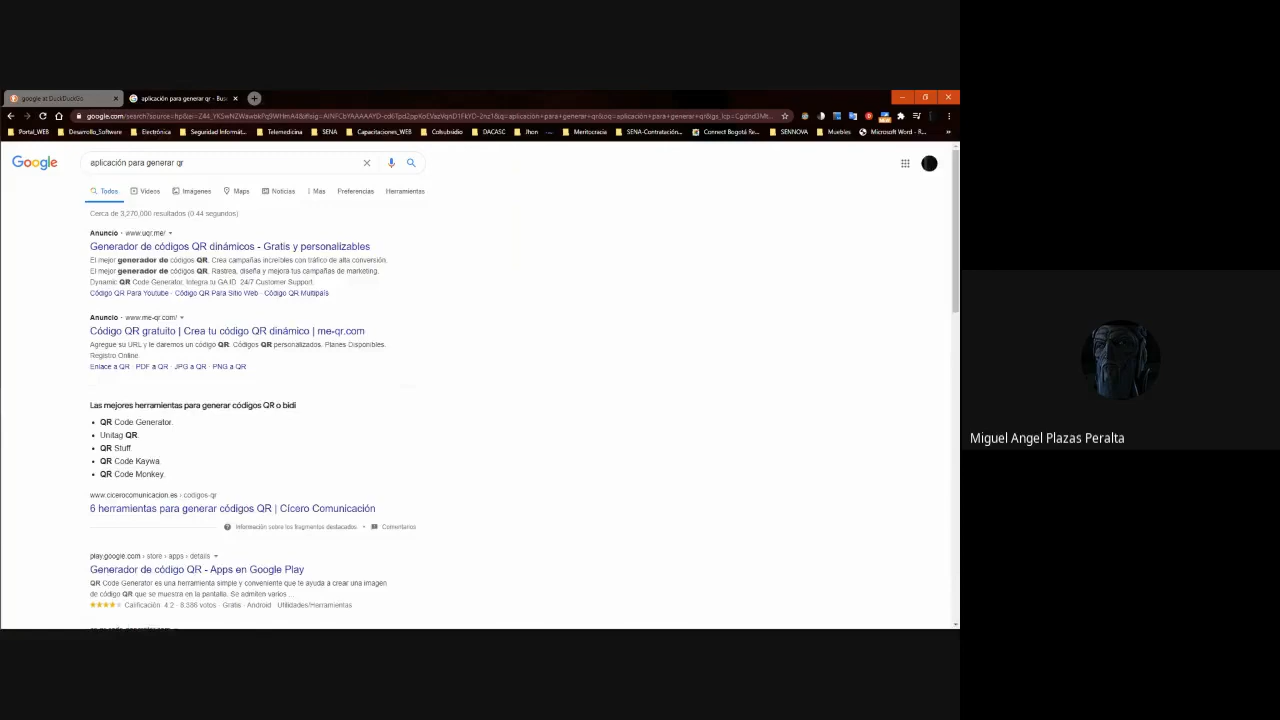 google at DuckDuckGo
aplicación para generar qr - Bus
Portal_WEB Desarrollo_Software Electrónica Seguridad Informát... SENA Capacitaciones_WEB Telemedicina Colsubsidio DACASC Jhon Meritocracia SENA-Contratación... Connect Bogotá Re... SENNOVA Muebles Microsoft Word - R...
Google
aplicación para generar qr
Todos Vídeos Imágenes Maps Noticias Más Preferencias Herramientas
Cerca de 3,270,000 resultados (0.44 segundos)
Anuncio · www.uqr.me/
Generador de códigos QR dinámicos - Gratis y personalizables
El mejor generador de códigos QR. Crea campañas increíbles con tráfico de alta conversión.
El mejor generador de códigos QR. Rastrea, diseña y mejora tus campañas de marketing.
Dynamic QR Code Generator. Integra tu GA ID. 24/7 Customer Support.
Código QR Para Youtube · Código QR Para Sitio Web · Código QR Multipaís
Anuncio · www.me-qr.com/
Código QR gratuito | Crea tu código QR dinámico | me-qr.com
Agregue su URL y le daremos un código QR. Códigos QR personalizados. Planes Disponibles.
Registro Online.
Enlace a QR · PDF a QR · JPG a QR · PNG a QR
Las mejores herramientas para generar códigos QR o bidi
QR Code Generator.
Unitag QR.
QR Stuff.
QR Code Kaywa.
QR Code Monkey.
www.cicerocomunicacion.es › codigos-qr
6 herramientas para generar códigos QR | Cícero Comunicación
Información sobre los fragmentos destacados · Comentarios
play.google.com › store › apps › details
Generador de código QR - Apps en Google Play
QR Code Generator es una herramienta simple y conveniente que te ayuda a crear una imagen
de código QR que se muestra en la pantalla. Se admiten varios ...
Calificación: 4.2 · 8,586 votos · Gratis · Android · Utilidades/Herramientas
Miguel Angel Plazas Peralta